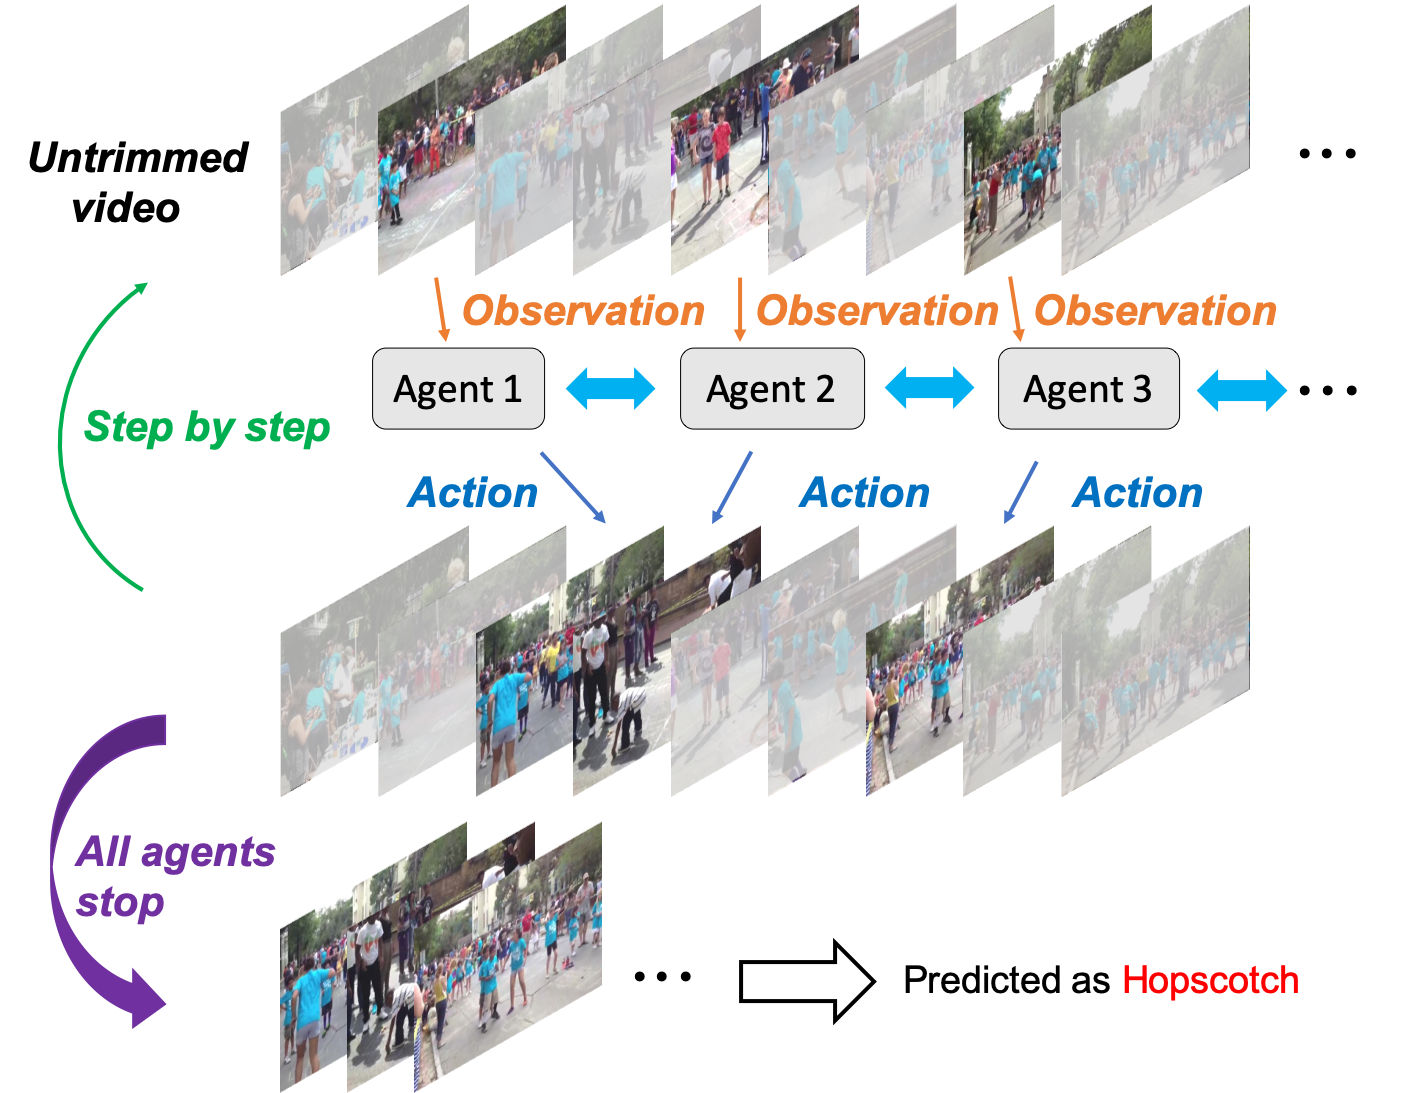 Untrimmed
video
• • •
Observation
Observation
Observation
Agent 1
Agent 2
Agent 3
• • •
Step by step
Action
Action
Action
All agents
stop
• • •
Predicted as Hopscotch